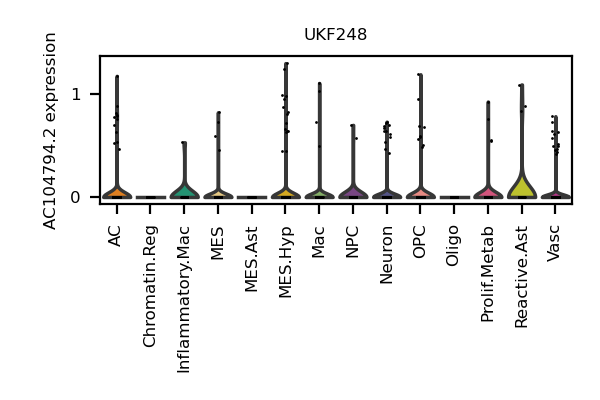 UKF248
AC104794.2 expression
1
0
AC
Chromatin.Reg
Inflammatory.Mac
MES
MES.Ast
MES.Hyp
Mac
NPC
Neuron
OPC
Oligo
Prolif.Metab
Reactive.Ast
Vasc